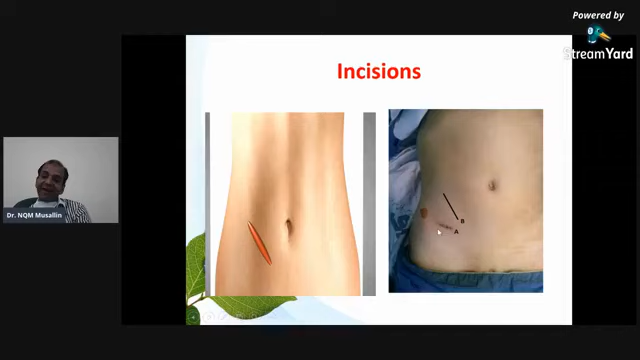 Powered by
StreamYard
Incisions
B
A
Dr. NQM Musallin